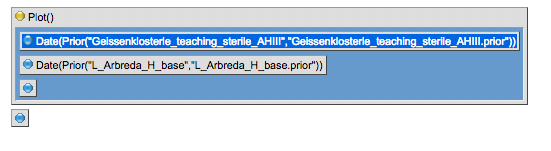 Plot()
Date(Prior("Geissenklosterle_teaching_sterile_AHIII","Geissenklosterle_teaching_sterile_AHIII.prior"))
Date(Prior("L_Arbreda_H_base","L_Arbreda_H_base.prior"))